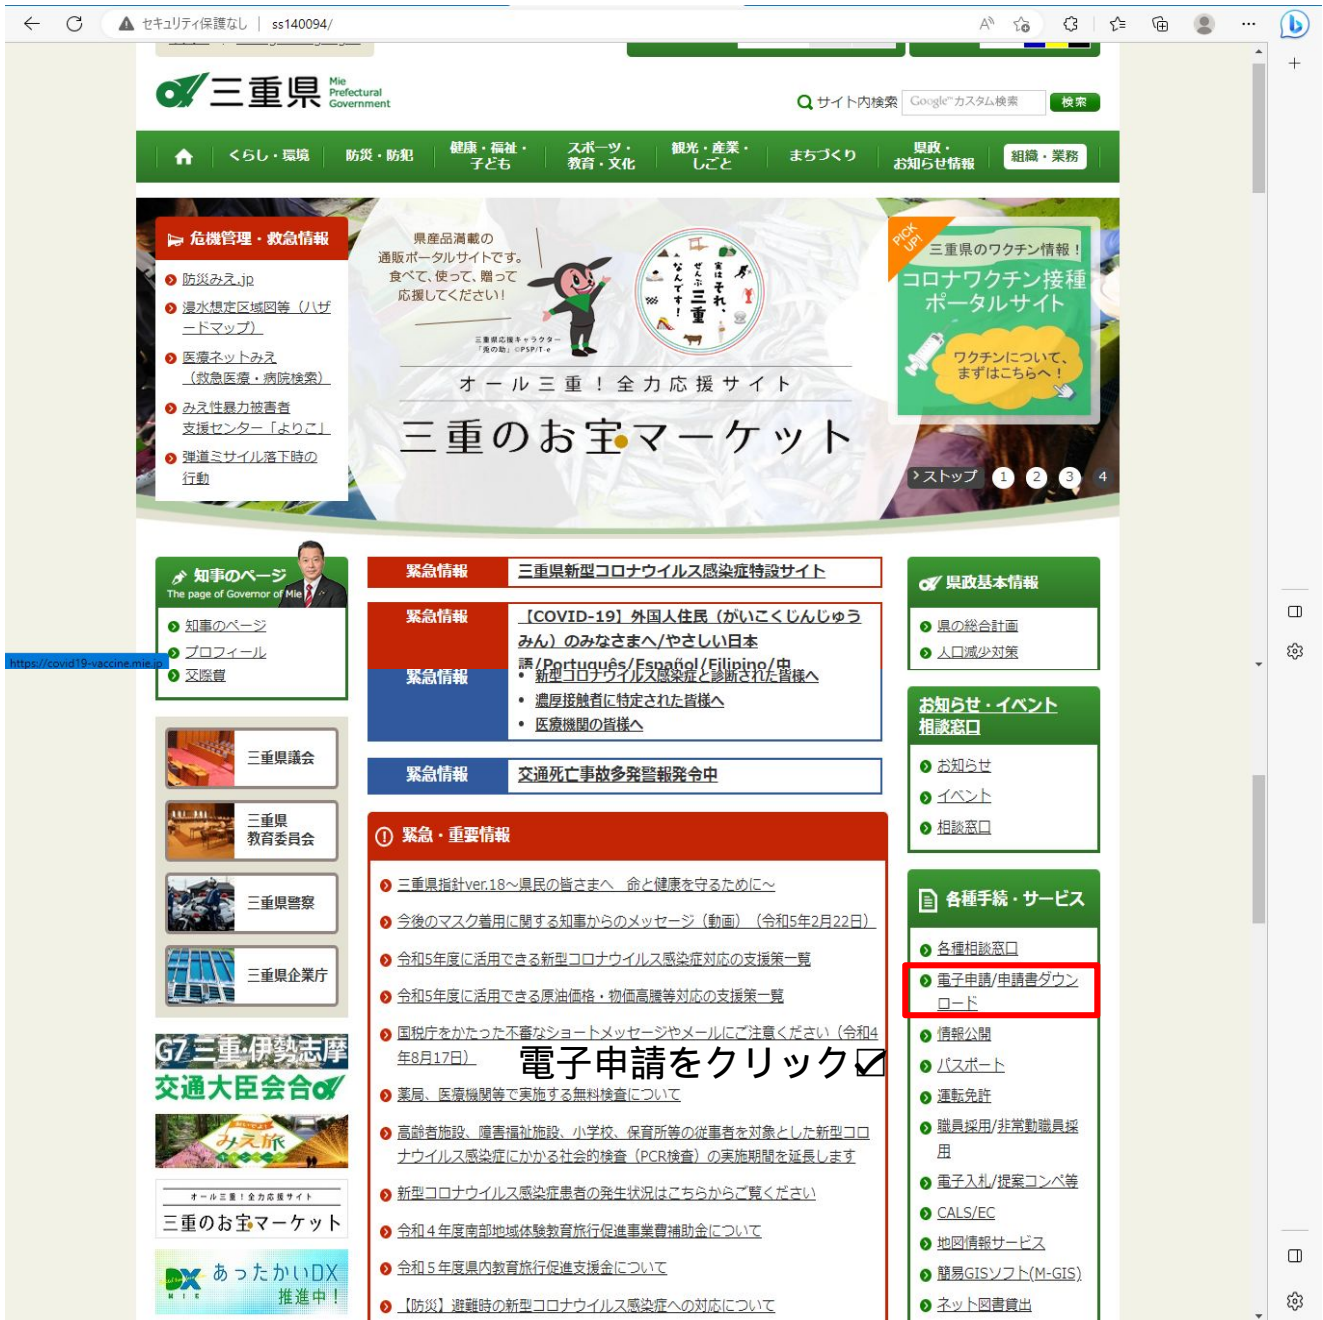 セキュリティ保護なし | ss140094/
三重県 Mie Prefectural Government
サイト内検索 Google™カスタム検索 検索
くらし・環境
防災・防犯
健康・福祉・
子ども
スポーツ・
教育・文化
観光・産業・
しごと
まちづくり
県政・
お知らせ情報
組織・業務
危機管理・救急情報
防災みえ.jp
浸水想定区域図等（ハザ
ードマップ）
医療ネットみえ
（救急医療・病院検索）
みえ性暴力被害者
支援センター「よりこ」
弾道ミサイル落下時の
行動
県産品満載の
通販ポータルサイトです。
食べて、使って、贈って
応援してください!
三重県応援キャラクター
「兎の助」©PSP/T·e
実はそれ、
ぜんぶ三重
なんです!
オール三重!全力応援サイト
三重のお宝マーケット
PICK UP!
三重県のワクチン情報!
コロナワクチン接種
ポータルサイト
ワクチンについて、
まずはこちらへ!
ストップ 1 2 3 4
知事のページ
The page of Governor of Mie
知事のページ
プロフィール
交際費
https://covid19-vaccine.mie.jp
緊急情報 三重県新型コロナウイルス感染症特設サイト
緊急情報 【COVID-19】外国人住民（がいこくじんじゅう
みん）のみなさまへ/やさしい日本
語/Português/Español/Filipino/中
緊急情報 • 新型コロナウイルス感染症と診断された皆様へ
• 濃厚接触者に特定された皆様へ
• 医療機関の皆様へ
緊急情報 交通死亡事故多発警報発令中
県政基本情報
県の総合計画
人口減少対策
お知らせ・イベント
相談窓口
お知らせ
イベント
相談窓口
三重県議会
三重県
教育委員会
三重県警察
三重県企業庁
G7三重・伊勢志摩
交通大臣会合
みえ旅
オール三重!全力応援サイト
三重のお宝マーケット
DX
MIE
あったかいDX
推進中!
緊急・重要情報
三重県指針ver.18～県民の皆さまへ 命と健康を守るために～
今後のマスク着用に関する知事からのメッセージ（動画）（令和5年2月22日）
令和5年度に活用できる新型コロナウイルス感染症対応の支援策一覧
令和5年度に活用できる原油価格・物価高騰等対応の支援策一覧
国税庁をかたった不審なショートメッセージやメールにご注意ください（令和4
年8月17日）
電子申請をクリック☑
薬局、医療機関等で実施する無料検査について
高齢者施設、障害福祉施設、小学校、保育所等の従事者を対象とした新型コロ
ナウイルス感染症にかかる社会的検査（PCR検査）の実施期間を延長します
新型コロナウイルス感染症患者の発生状況はこちらからご覧ください
令和４年度南部地域体験教育旅行促進事業費補助金について
令和５年度県内教育旅行促進支援金について
【防災】避難時の新型コロナウイルス感染症への対応について
各種手続・サービス
各種相談窓口
電子申請/申請書ダウン
ロード
情報公開
パスポート
運転免許
職員採用/非常勤職員採
用
電子入札/提案コンペ等
CALS/EC
地図情報サービス
簡易GISソフト(M-GIS)
ネット図書貸出